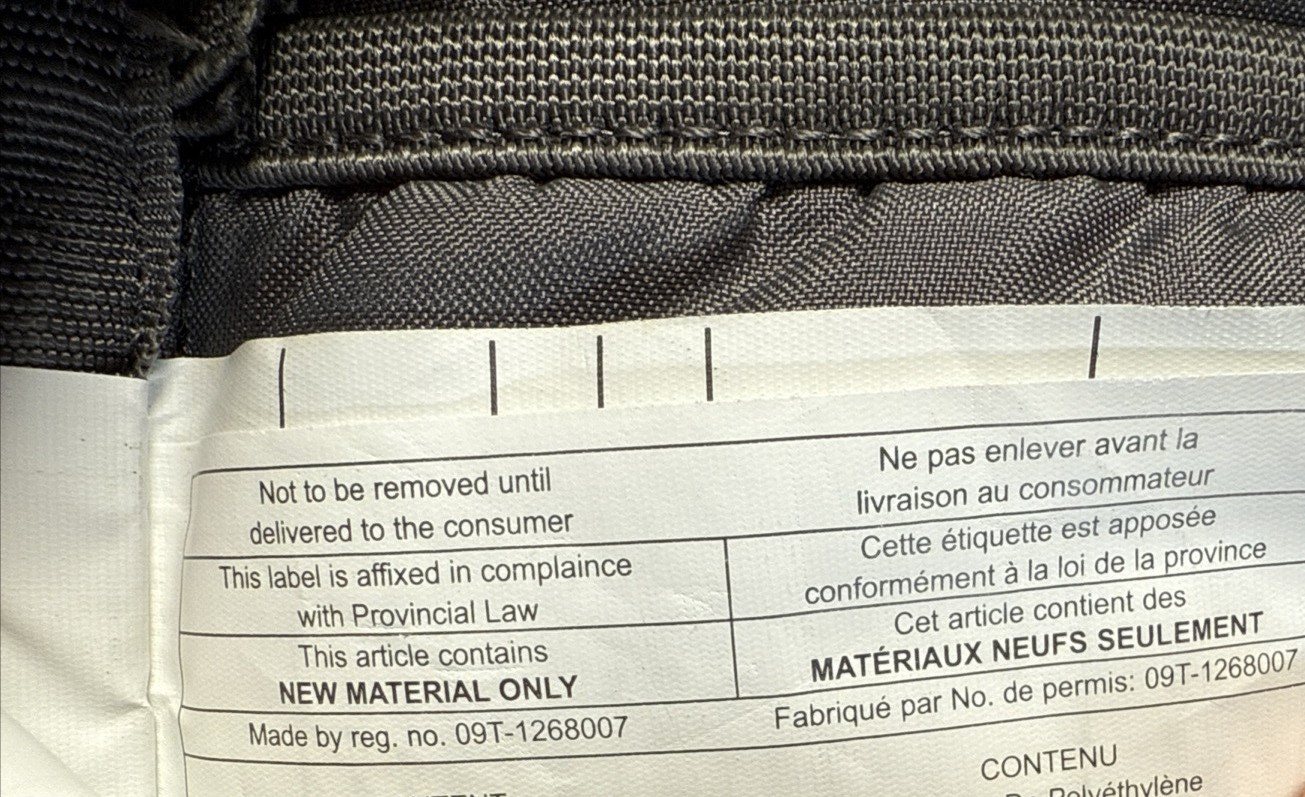 Not to be removed until
delivered to the consumer
Ne pas enlever avant la
livraison au consommateur
This label is affixed in complaince
with Provincial Law
Cette étiquette est apposée
conformément à la loi de la province
This article contains
NEW MATERIAL ONLY
Cet article contient des
MATÉRIAUX NEUFS SEULEMENT
Made by reg. no. 09T-1268007
Fabriqué par No. de permis: 09T-1268007
CONTENU
Polyéthylène